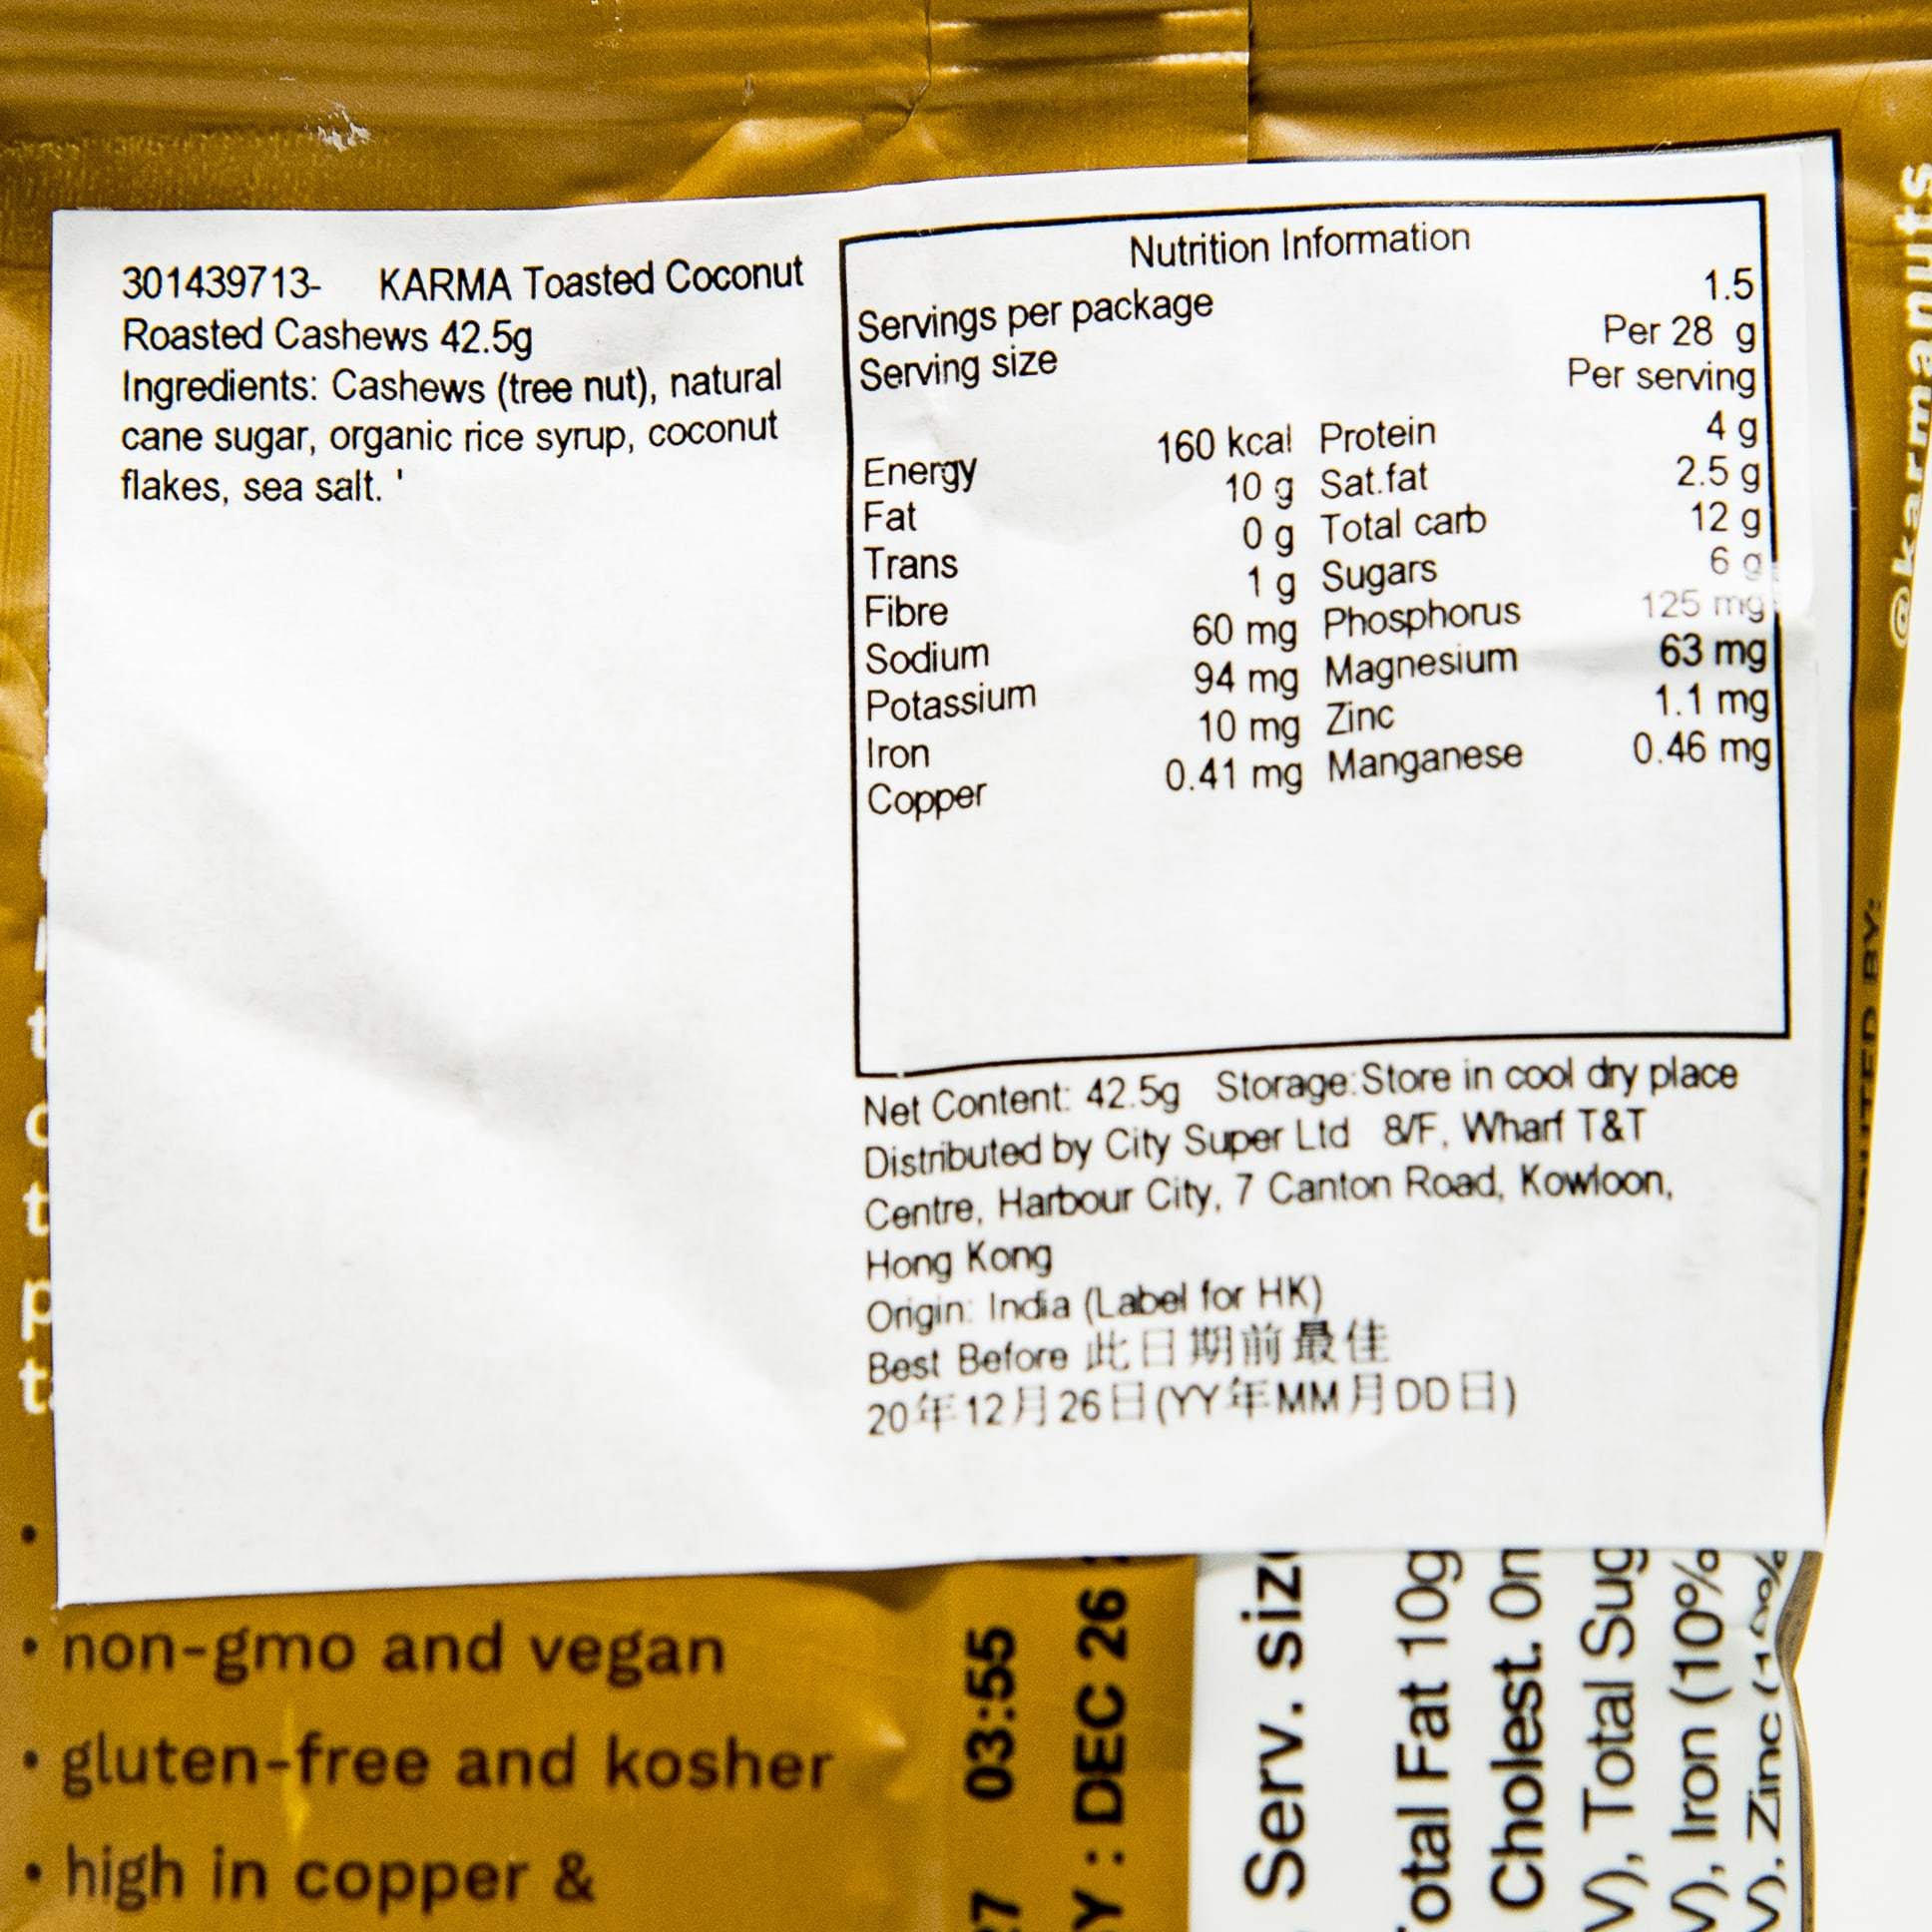 301439713- KARMA Toasted Coconut
Roasted Cashews 42.5g
Ingredients: Cashews (tree nut), natural
cane sugar, organic rice syrup, coconut
flakes, sea salt. '
Nutrition Information
Servings per package 1.5
Serving size Per 28 g
Per serving
Energy 160 kcal Protein 4 g
Fat 10 g Sat.fat 2.5 g
Trans 0 g Total carb 12 g
Fibre 1 g Sugars 6 g
Sodium 60 mg Phosphorus 125 mg
Potassium 94 mg Magnesium 63 mg
Iron 10 mg Zinc 1.1 mg
Copper 0.41 mg Manganese 0.46 mg
Net Content: 42.5g Storage:Store in cool dry place
Distributed by City Super Ltd 8/F, Wharf T&T
Centre, Harbour City, 7 Canton Road, Kowloon,
Hong Kong
Origin: India (Label for HK)
Best Before 此日期前最佳
20年12月26日(YY年MM月DD日)
• non-gmo and vegan
• gluten-free and kosher
• high in copper &
03:55
: DEC 26
Serv. siz
Total Fat 10g
Cholest. 0m
V), Total Sug
V), Iron (10%
V), Zinc (10%
@karmanuts
BY: